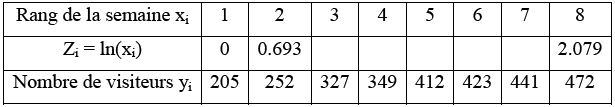 Rang de la semaine xi 1 2 3 4 5 6 7 8
Zi = ln(xi) 0 0.693 2.079
Nombre de visiteurs yi 205 252 327 349 412 423 441 472